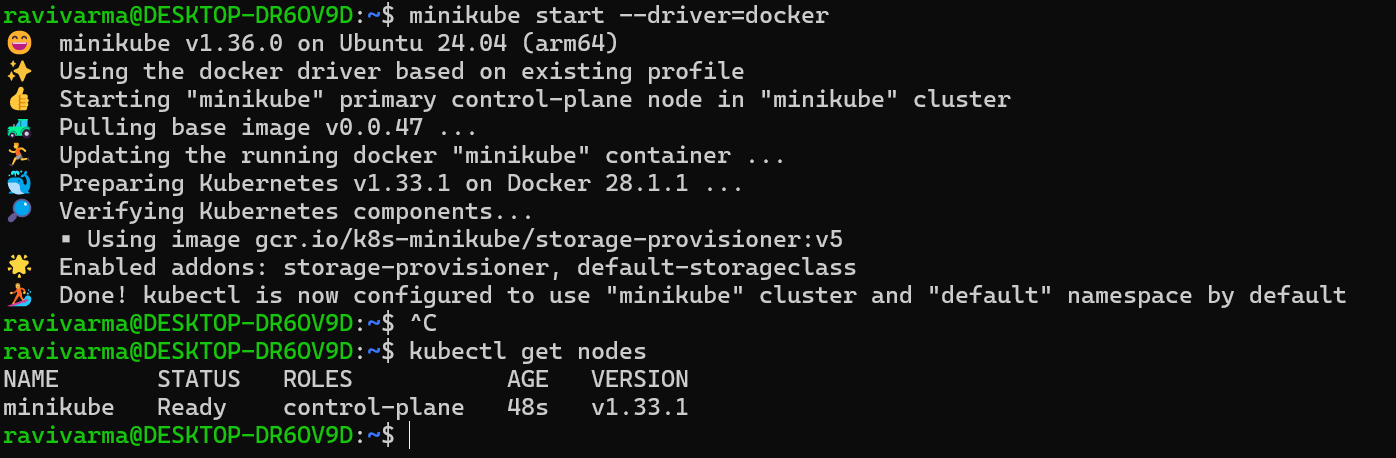 ravivarma@DESKTOP-DR6OV9D:~$ minikube start --driver=docker
😄  minikube v1.36.0 on Ubuntu 24.04 (arm64)
✨  Using the docker driver based on existing profile
👍  Starting "minikube" primary control-plane node in "minikube" cluster
🚜  Pulling base image v0.0.47 ...
🏃  Updating the running docker "minikube" container ...
🐳  Preparing Kubernetes v1.33.1 on Docker 28.1.1 ...
🔎  Verifying Kubernetes components...
    ▪ Using image gcr.io/k8s-minikube/storage-provisioner:v5
🌟  Enabled addons: storage-provisioner, default-storageclass
🏄  Done! kubectl is now configured to use "minikube" cluster and "default" namespace by default
ravivarma@DESKTOP-DR6OV9D:~$ ^C
ravivarma@DESKTOP-DR6OV9D:~$ kubectl get nodes
NAME       STATUS   ROLES           AGE   VERSION
minikube   Ready    control-plane   48s   v1.33.1
ravivarma@DESKTOP-DR6OV9D:~$